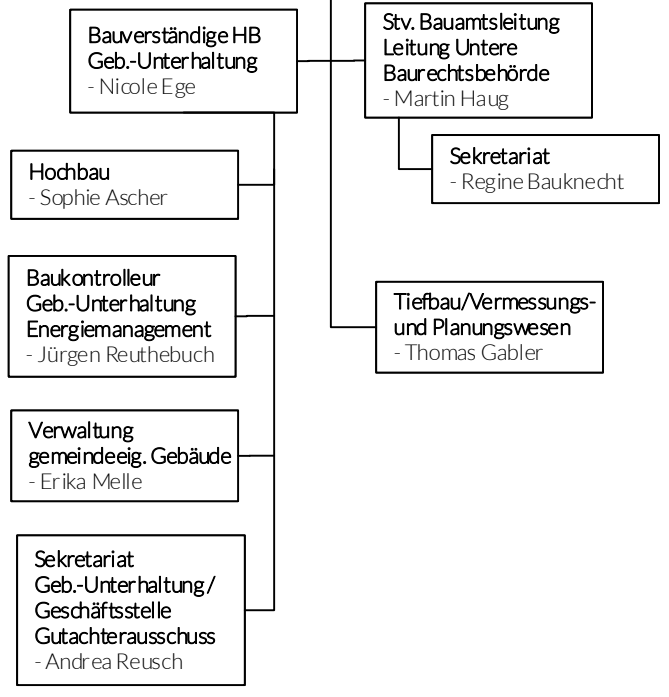 Bauverständige HB
Geb.-Unterhaltung
- Nicole Ege
Stv. Bauamtsleitung
Leitung Untere
Baurechtsbehörde
- Martin Haug
Sekretariat
- Regine Bauknecht
Hochbau
- Sophie Ascher
Baukontrolleur
Geb.-Unterhaltung
Energiemanagement
- Jürgen Reuthebuch
Tiefbau/Vermessungs-
und Planungswesen
- Thomas Gabler
Verwaltung
gemeindeeig. Gebäude
- Erika Melle
Sekretariat
Geb.-Unterhaltung /
Geschäftsstelle
Gutachterausschuss
- Andrea Reusch